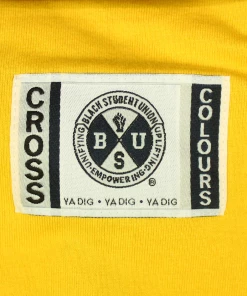 CROSS
BLACK STUDENT UNION
UPLIFTING
EMPOWERING
UNIFYING
B U
S
®
COLOURS
YA DIG • YA DIG • YA DIG